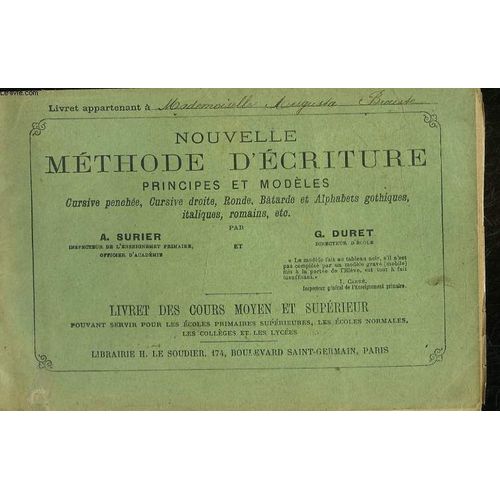 Livret appartenant à Mademoiselle Augusta
NOUVELLE
MÉTHODE D'ÉCRITURE
PRINCIPES ET MODÈLES
Cursive penchée, Cursive droite, Ronde, Bâtarde et Alphabets gothiques,
italiques, romains, etc.
PAR
A. SURIER
INSPECTEUR DE L'ENSEIGNEMENT PRIMAIRE,
OFFICIER D'ACADÉMIE
ET
G. DURET
DIRECTEUR D'ÉCOLE
« Le modèle fait au tableau noir, s'il n'est
pas complété par un modèle gravé (mobile)
mis à la portée de l'élève, est tout à fait
insuffisant. »
I. CARRÉ,
Inspecteur général de l'Enseignement primaire.
LIVRET DES COURS MOYEN ET SUPÉRIEUR
POUVANT SERVIR POUR LES ÉCOLES PRIMAIRES SUPÉRIEURES, LES ÉCOLES NORMALES,
LES COLLÈGES ET LES LYCÉES
LIBRAIRIE H. LE SOUDIER, 174, BOULEVARD SAINT-GERMAIN, PARIS